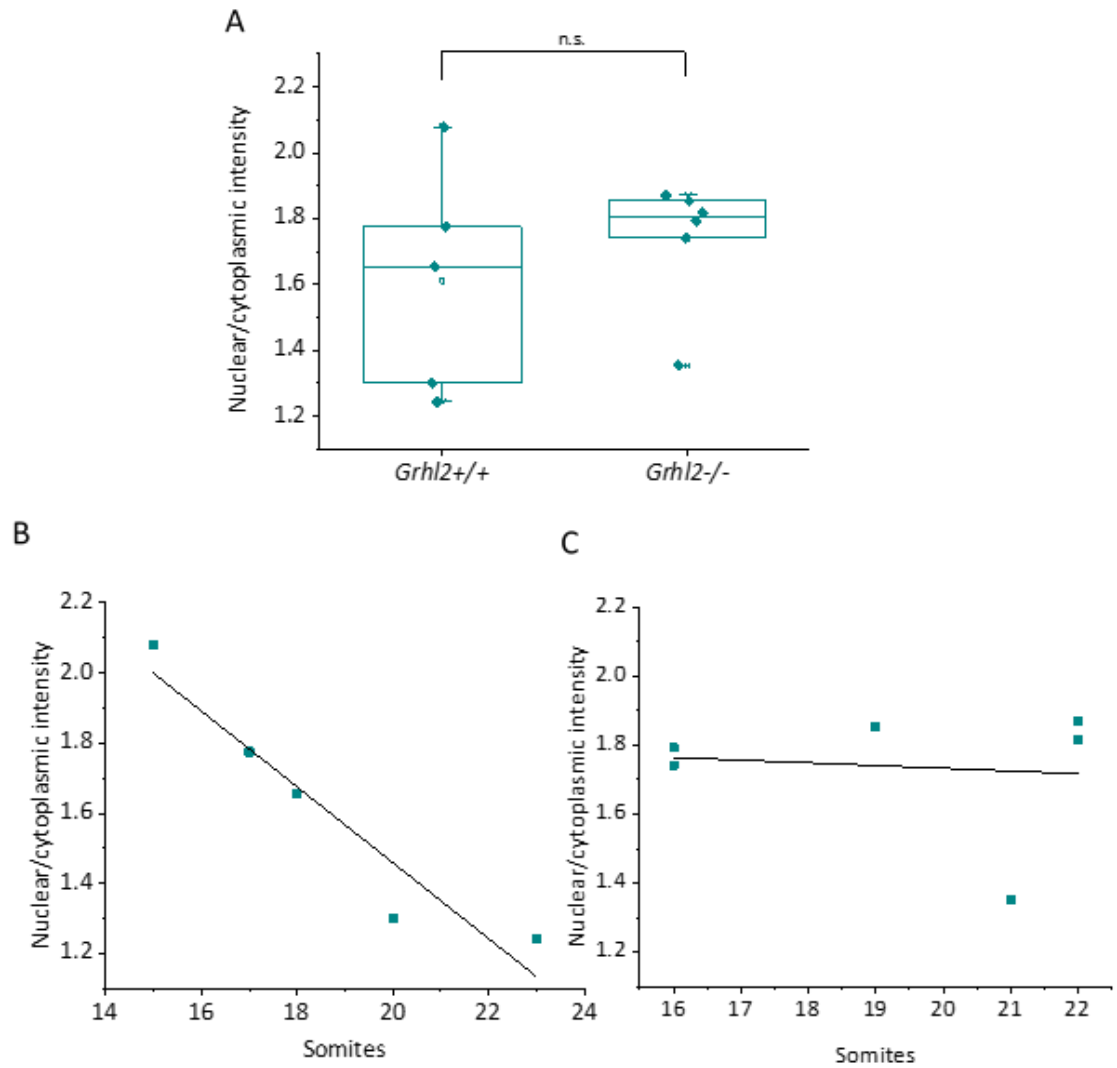 A
n.s.
Nuclear/cytoplasmic intensity
2.2
2.0
1.8
1.6
1.4
1.2
Grhl2+/+ Grhl2-/-
B
Nuclear/cytoplasmic intensity
2.2
2.0
1.8
1.6
1.4
1.2
14 16 18 20 22 24
Somites
C
Nuclear/cytoplasmic intensity
2.2
2.0
1.8
1.6
1.4
1.2
16 17 18 19 20 21 22
Somites